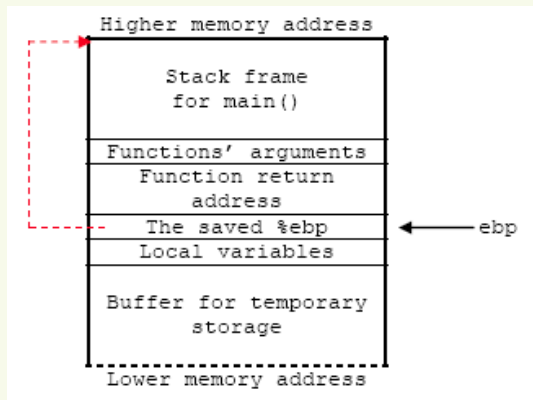 Higher memory address
Stack frame
for main()
Functions' arguments
Function return
address
The saved %ebp
ebp
Local variables
Buffer for temporary
storage
Lower memory address